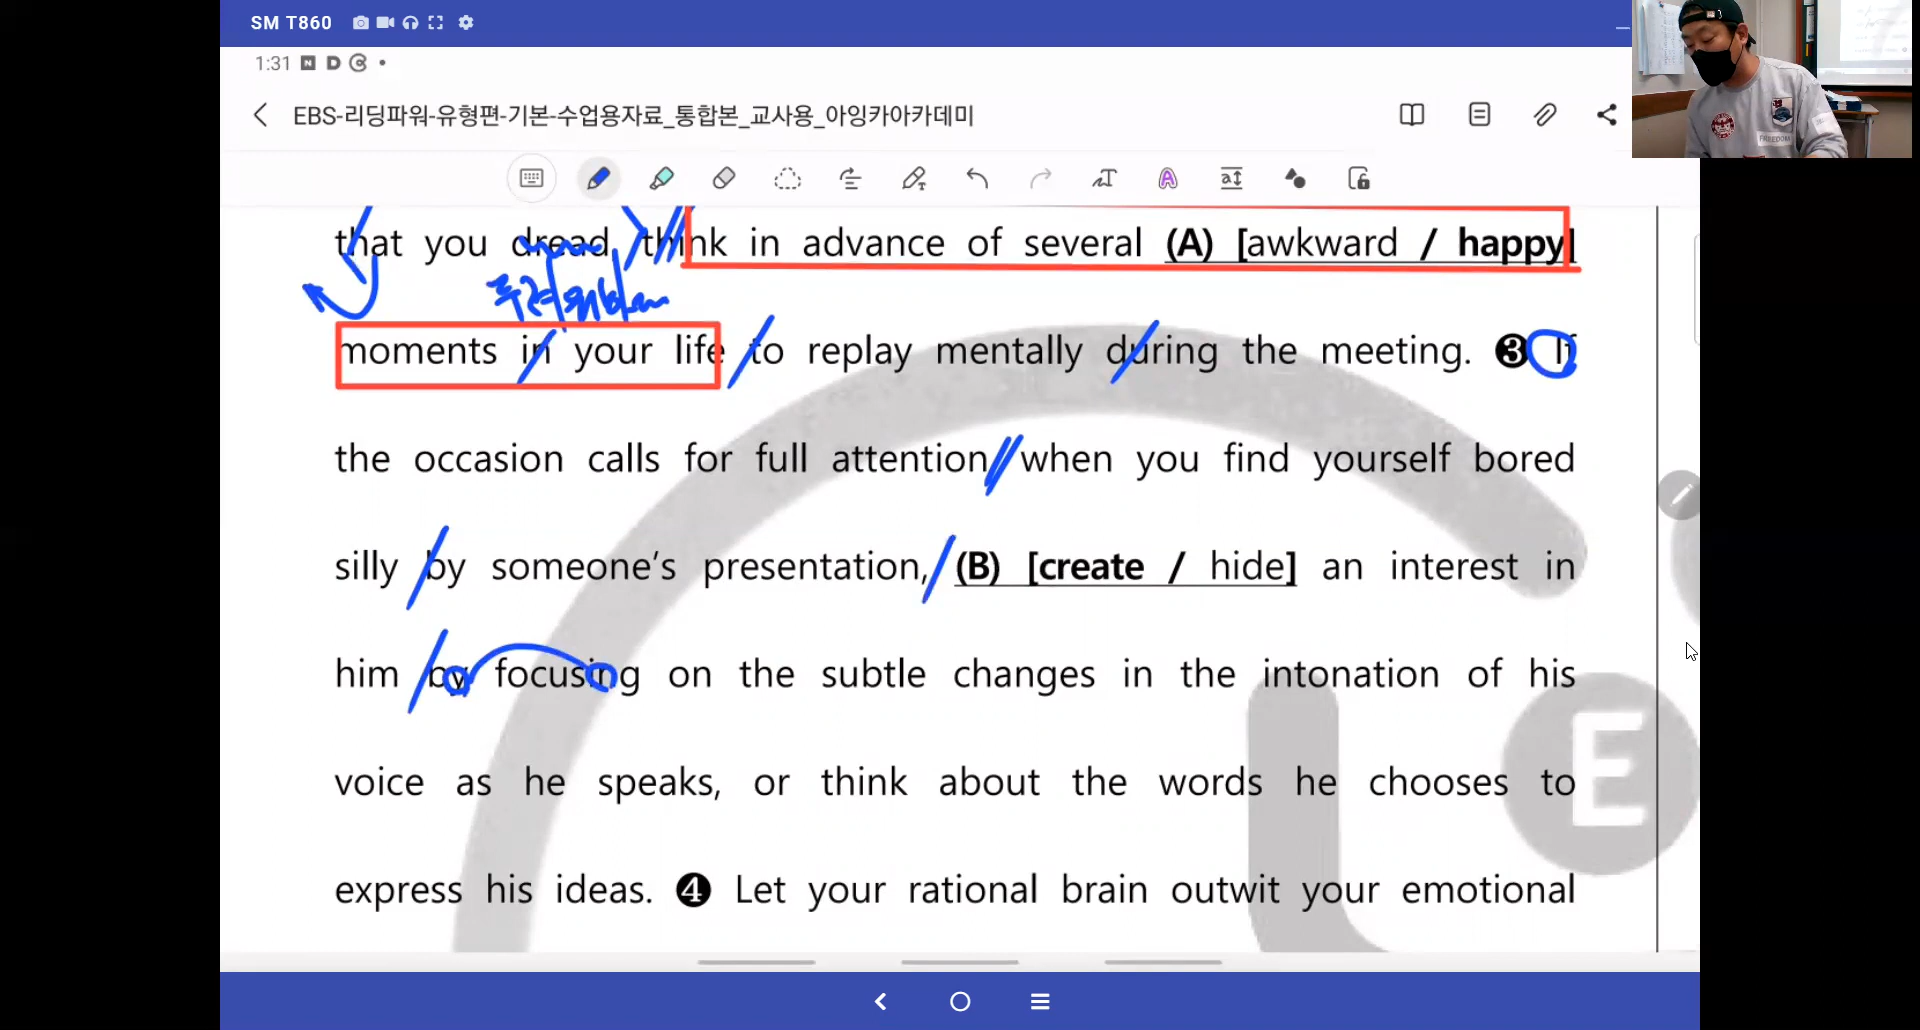 SM T860
1:31
EBS-리딩파워-유형편-기본-수업용자료_통합본_교사용_아잉카아카데미
that you dread, think in advance of several (A) [awkward / happy]
moments in your life to replay mentally during the meeting. ❸ If
the occasion calls for full attention when you find yourself bored
silly by someone’s presentation, (B) [create / hide] an interest in
him by focusing on the subtle changes in the intonation of his
voice as he speaks, or think about the words he chooses to
express his ideas. ❹ Let your rational brain outwit your emotional
E